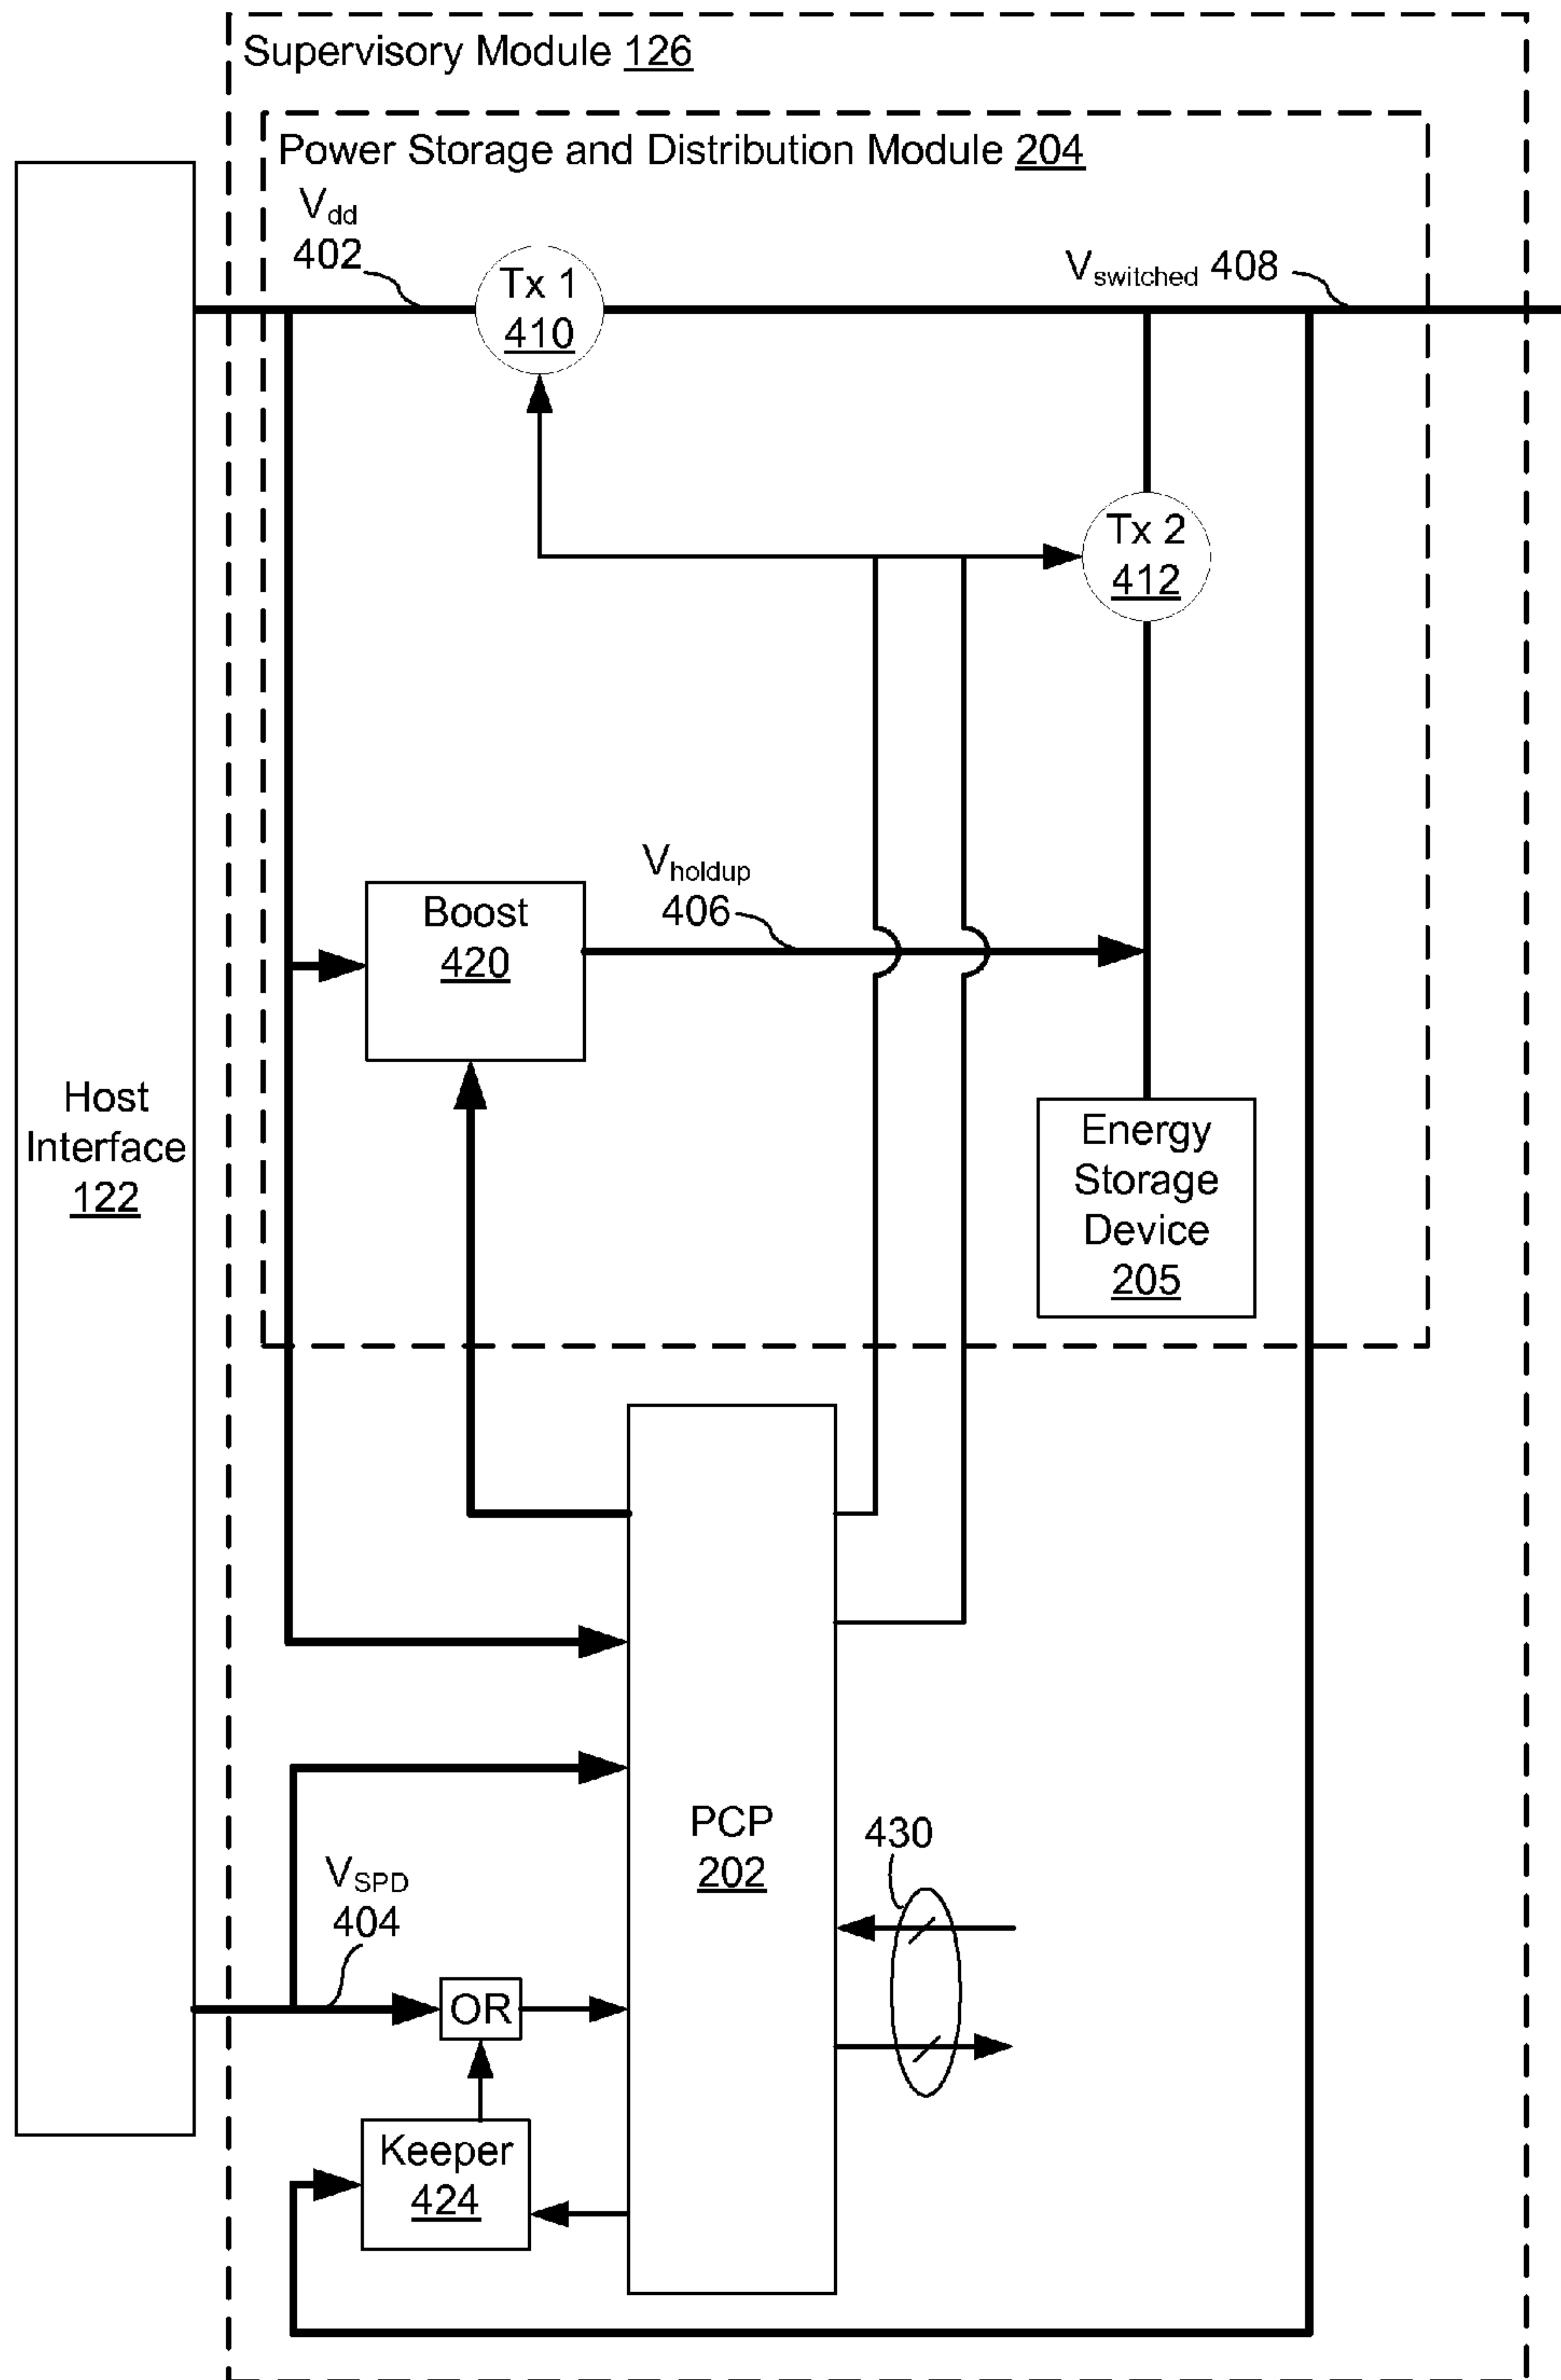 Supervisory Module 126
Power Storage and Distribution Module 204
Vdd
402
Tx 1
410
Vswitched 408
Tx 2
412
Vholdup
406
Boost
420
Host
Interface
122
Energy
Storage
Device
205
PCP
202
430
VSPD
404
OR
Keeper
424